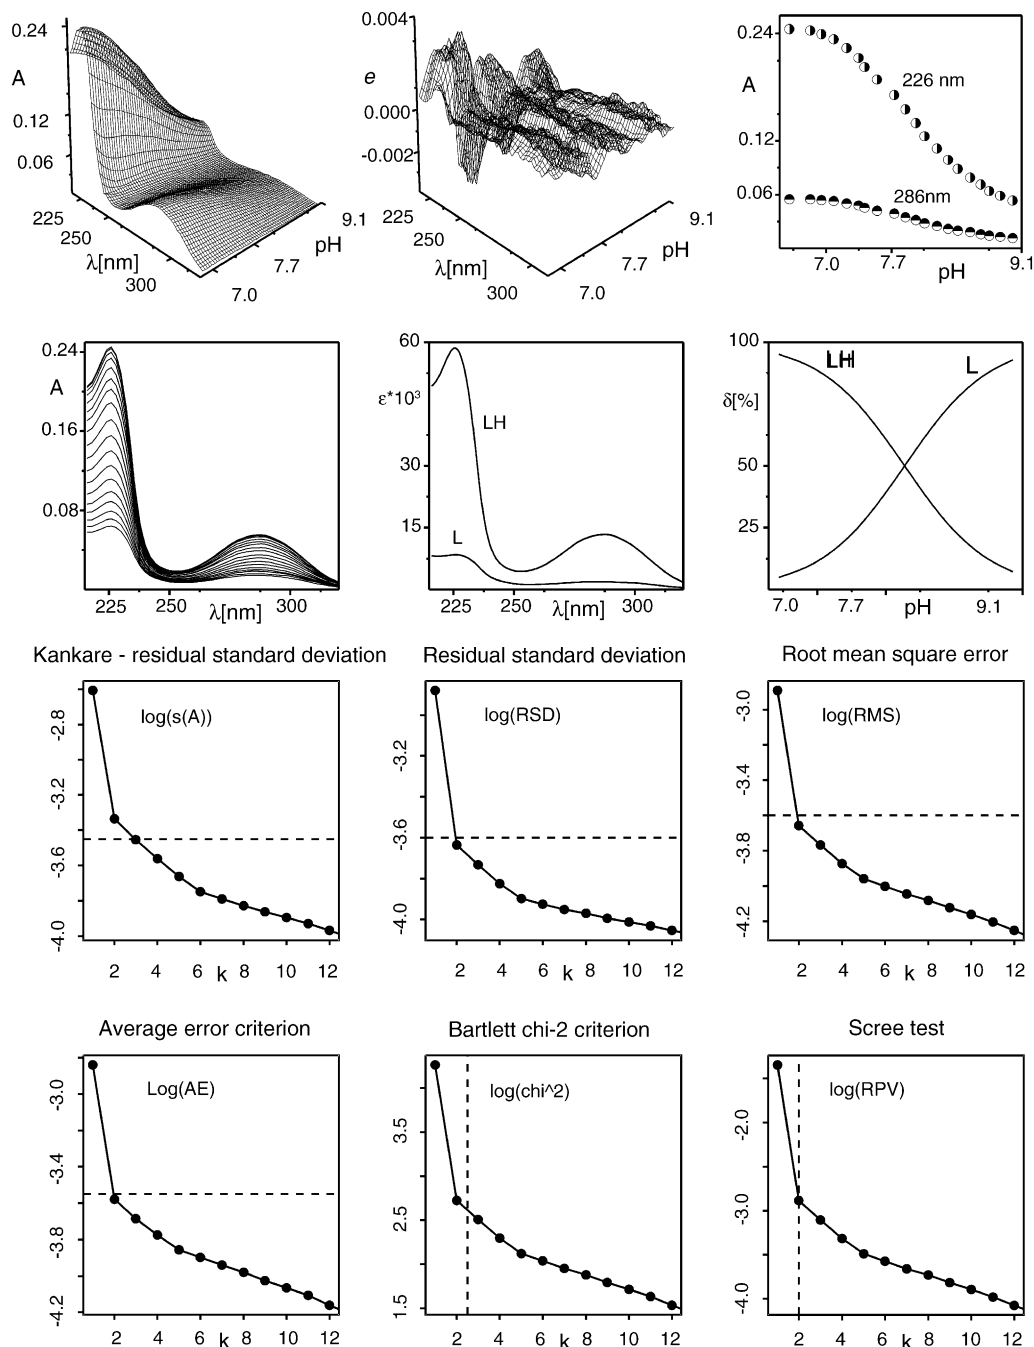 0.24
A
0.12
0.06
225
250
λ[nm]
300
7.0
7.7
pH
9.1
0.004
e
0.000
-0.002
225
250
λ[nm]
300
7.0
7.7
pH
9.1
0.24
A
0.12
0.06
226 nm
286nm
7.0
7.7
pH
9.1
0.24
A
0.16
0.08
225
250
λ[nm]
300
60
ε*10³
30
15
LH
L
225
250
λ[nm]
300
100
δ[%]
50
25
LH
L
7.0
7.7
pH
9.1
Kankare - residual standard deviation
log(s(A))
-2.8
-3.2
-3.6
-4.0
2 4 6 k 8 10 12
Residual standard deviation
log(RSD)
-3.2
-3.6
-4.0
2 4 6 k 8 10 12
Root mean square error
log(RMS)
-3.0
-3.4
-3.8
-4.2
2 4 6 k 8 10 12
Average error criterion
Log(AE)
-3.0
-3.4
-3.8
-4.2
2 4 6 k 8 10 12
Bartlett chi-2 criterion
log(chi^2)
3.5
2.5
1.5
2 4 6 k 8 10 12
Scree test
log(RPV)
-2.0
-3.0
-4.0
2 4 6 k 8 10 12